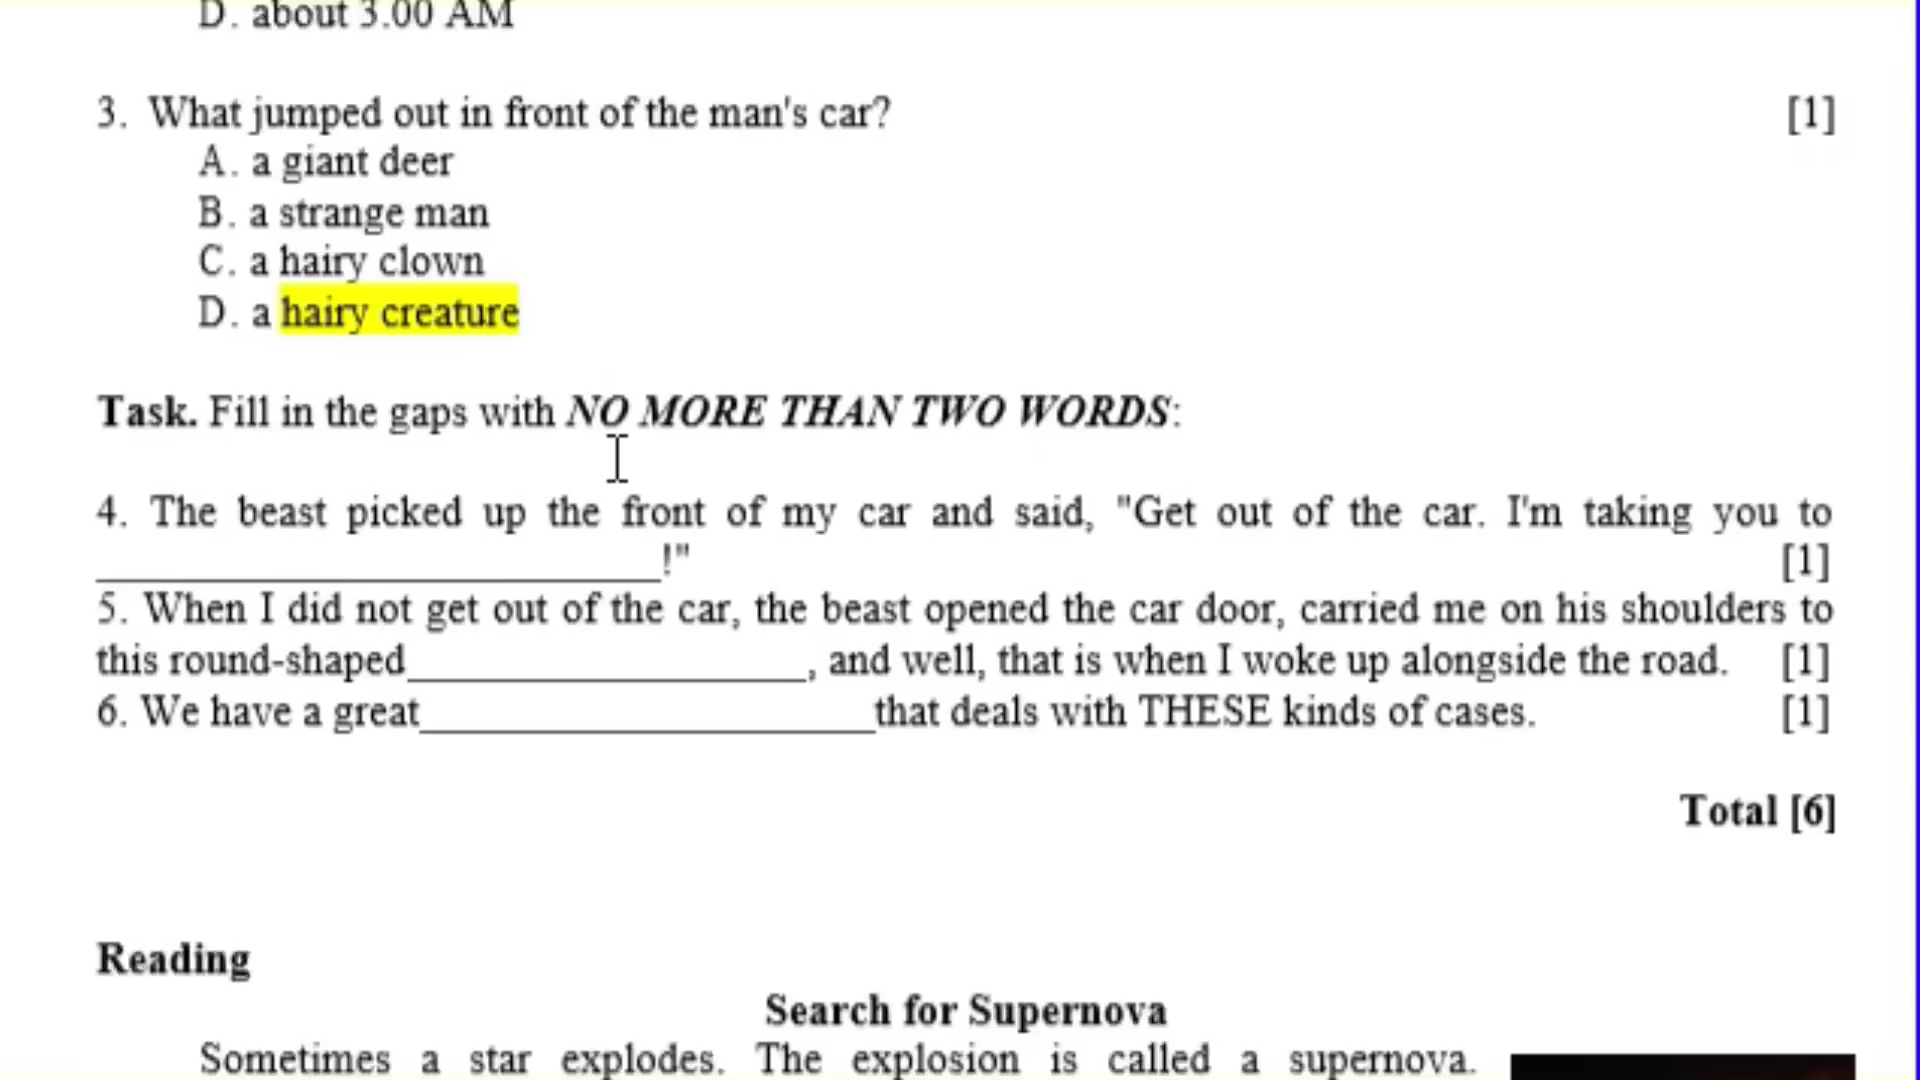 D. about 3.00 AM
3. What jumped out in front of the man's car? [1]
A. a giant deer
B. a strange man
C. a hairy clown
D. a hairy creature
Task. Fill in the gaps with NO MORE THAN TWO WORDS:
4. The beast picked up the front of my car and said, "Get out of the car. I'm taking you to
____________________!" [1]
5. When I did not get out of the car, the beast opened the car door, carried me on his shoulders to
this round-shaped______________, and well, that is when I woke up alongside the road. [1]
6. We have a great________________that deals with THESE kinds of cases. [1]
Total [6]
Reading
Search for Supernova
Sometimes a star explodes. The explosion is called a supernova.